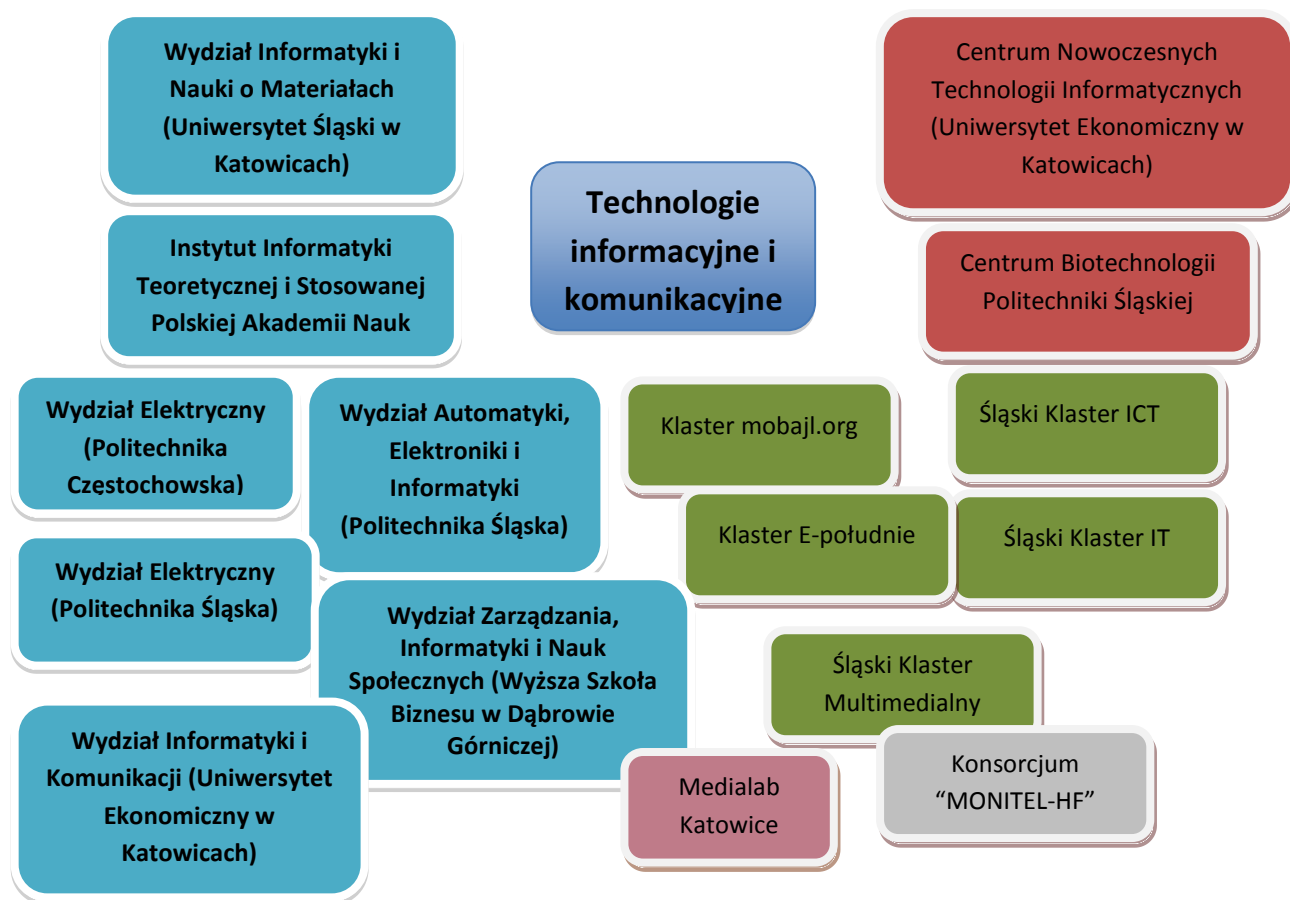 Wydział Informatyki i
Nauki o Materiałach
(Uniwersytet Śląski w
Katowicach)
Centrum Nowoczesnych
Technologii Informatycznych
(Uniwersytet Ekonomiczny w
Katowicach)
Technologie
informacyjne i
komunikacyjne
Instytut Informatyki
Teoretycznej i Stosowanej
Polskiej Akademii Nauk
Centrum Biotechnologii
Politechniki Śląskiej
Wydział Elektryczny
(Politechnika
Częstochowska)
Wydział Automatyki,
Elektroniki i
Informatyki
(Politechnika Śląska)
Klaster mobajl.org
Śląski Klaster ICT
Klaster E-południe
Śląski Klaster IT
Wydział Elektryczny
(Politechnika Śląska)
Wydział Zarządzania,
Informatyki i Nauk
Społecznych (Wyższa Szkoła
Biznesu w Dąbrowie
Górniczej)
Śląski Klaster
Multimedialny
Wydział Informatyki i
Komunikacji (Uniwersytet
Ekonomiczny w
Katowicach)
Medialab
Katowice
Konsorcjum
“MONITEL-HF”